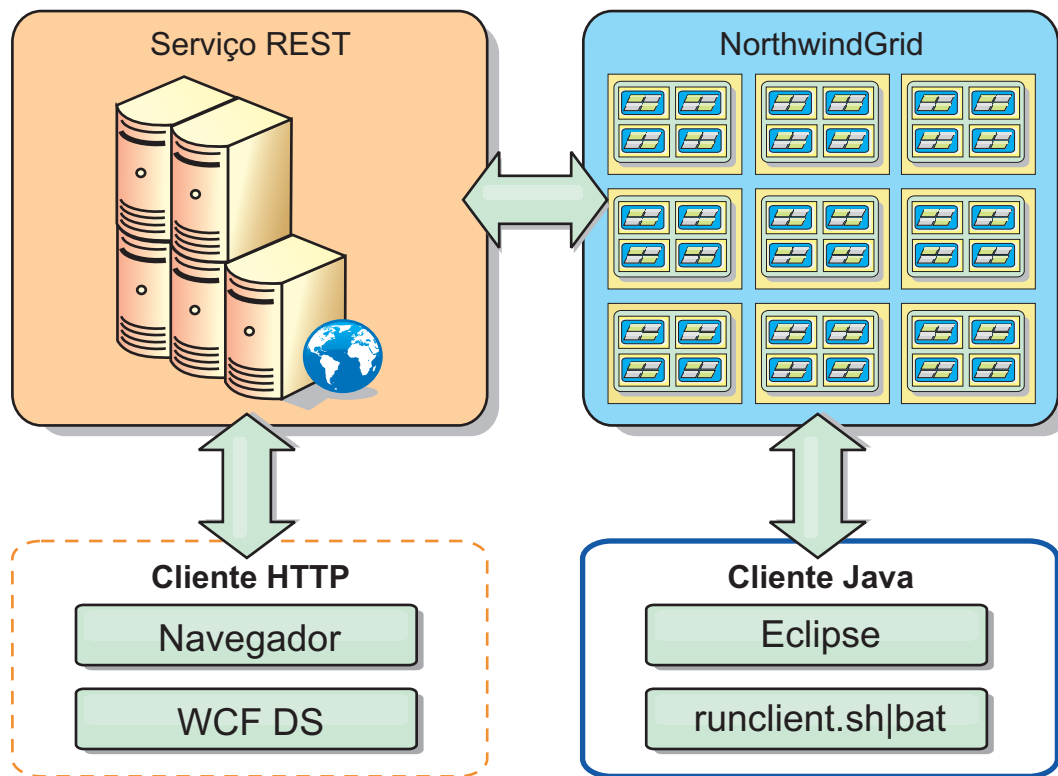 Serviço REST
NorthwindGrid
Cliente HTTP
Navegador
WCF DS
Cliente Java
Eclipse
runclient.sh|bat